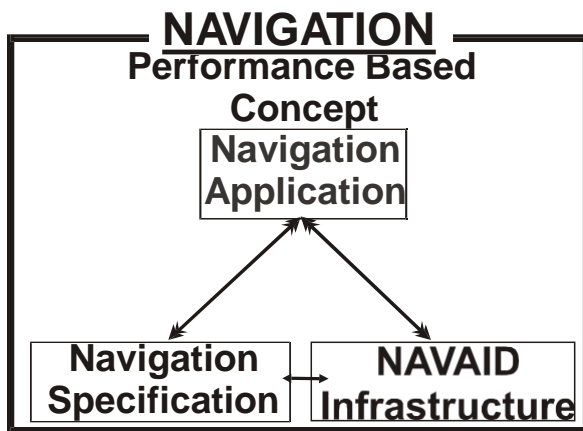 NAVIGATION
Performance Based
Concept
Navigation
Application
Navigation
Specification
NAVAID
Infrastructure